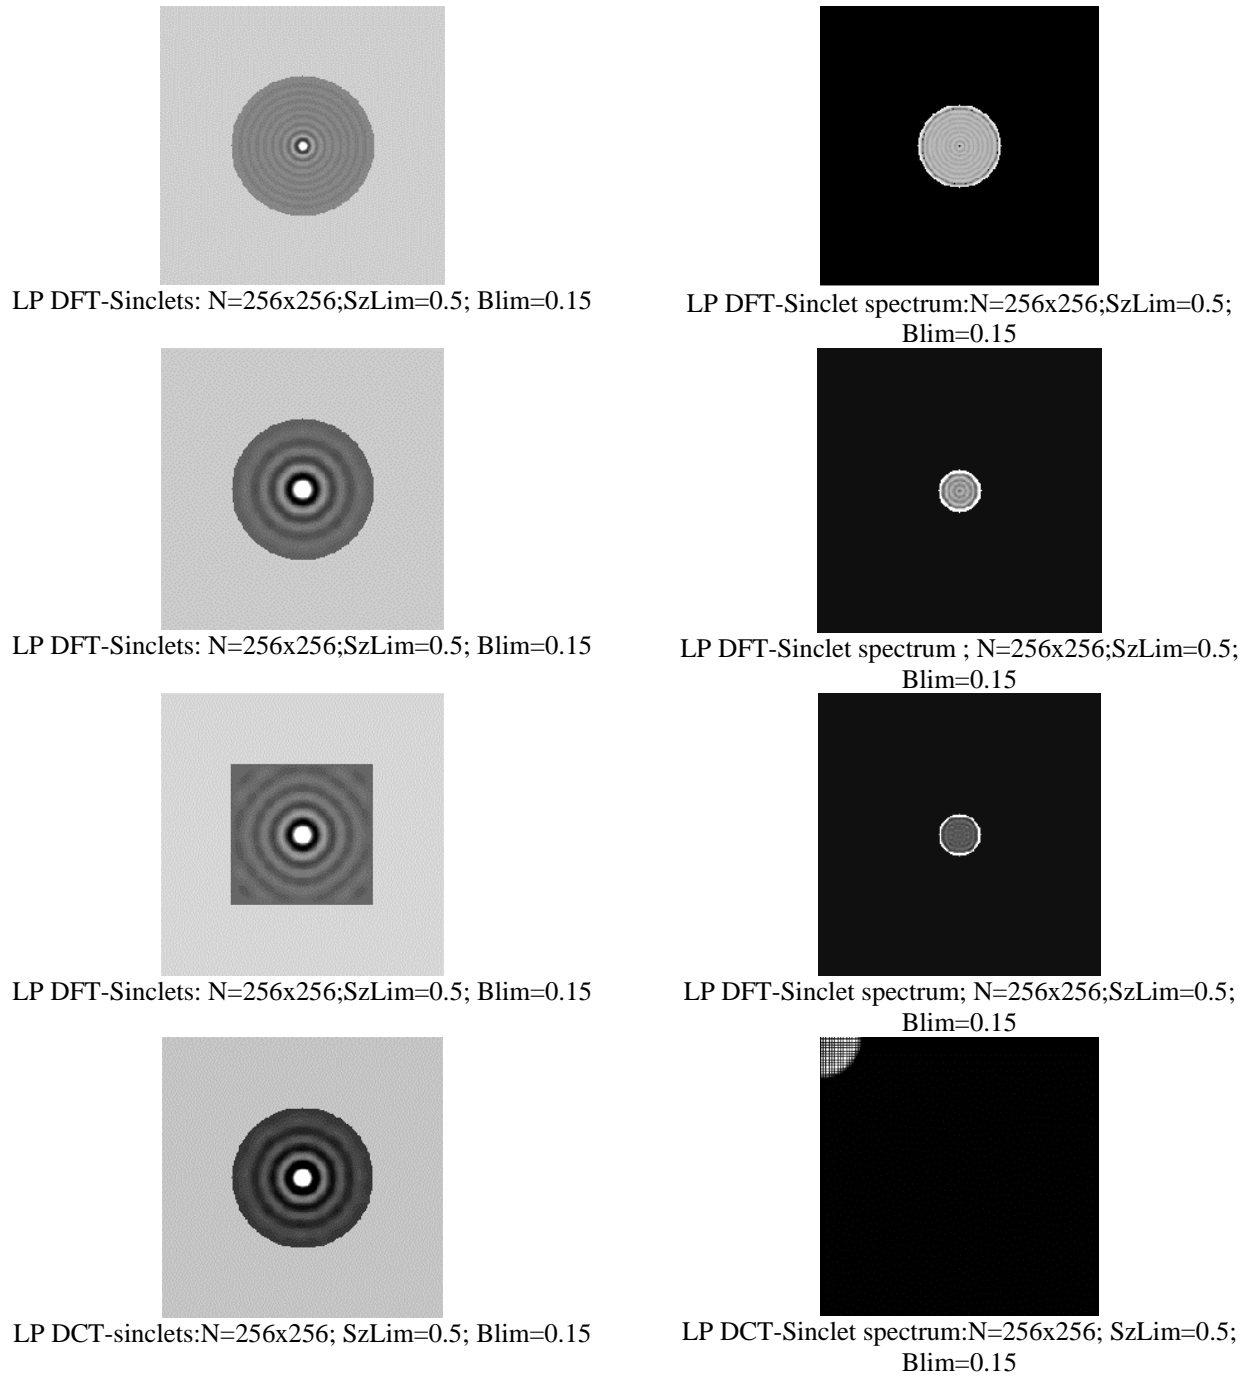 LP DFT-Sinclets: N=256x256;SzLim=0.5; Blim=0.15
LP DFT-Sinclet spectrum:N=256x256;SzLim=0.5;
Blim=0.15
LP DFT-Sinclets: N=256x256;SzLim=0.5; Blim=0.15
LP DFT-Sinclet spectrum ; N=256x256;SzLim=0.5;
Blim=0.15
LP DFT-Sinclets: N=256x256;SzLim=0.5; Blim=0.15
LP DFT-Sinclet spectrum; N=256x256;SzLim=0.5;
Blim=0.15
LP DCT-sinclets:N=256x256; SzLim=0.5; Blim=0.15
LP DCT-Sinclet spectrum:N=256x256; SzLim=0.5;
Blim=0.15